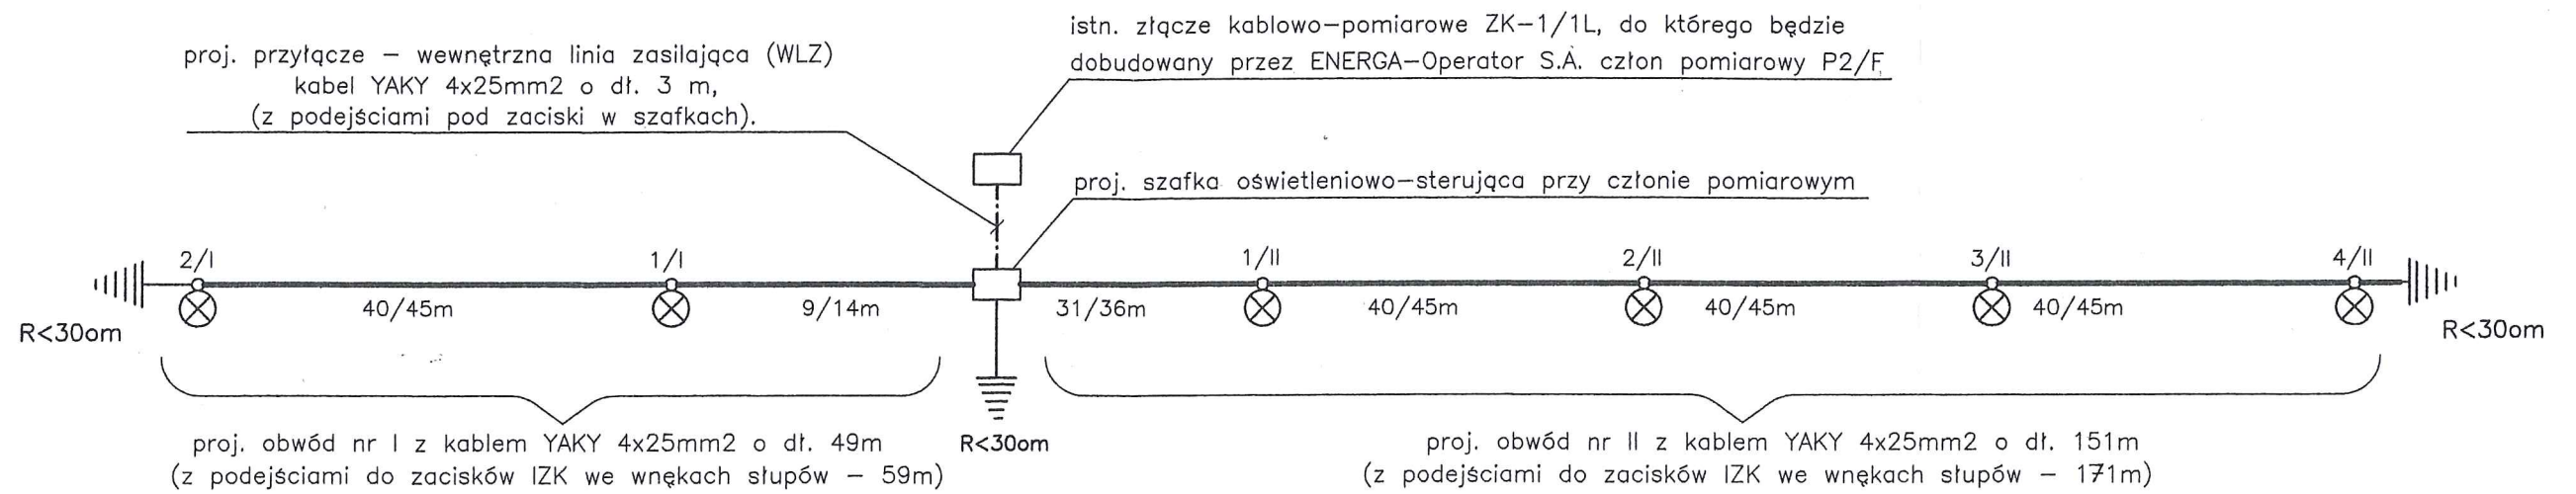 proj. przyłącze – wewnętrzna linia zasilająca (WLZ)
kabel YAKY 4x25mm2 o dł. 3 m,
(z podejściami pod zaciski w szafkach).
istn. złącze kablowo–pomiarowe ZK–1/1L, do którego będzie
dobudowany przez ENERGA–Operator S.A. człon pomiarowy P2/F
proj. szafka oświetleniowo–sterująca przy członie pomiarowym
2/I
1/I
1/II
2/II
3/II
4/II
40/45m
9/14m
31/36m
40/45m
40/45m
40/45m
R<30om
R<30om
R<30om
proj. obwód nr I z kablem YAKY 4x25mm2 o dł. 49m
(z podejściami do zacisków IZK we wnękach słupów – 59m)
proj. obwód nr II z kablem YAKY 4x25mm2 o dł. 151m
(z podejściami do zacisków IZK we wnękach słupów – 171m)